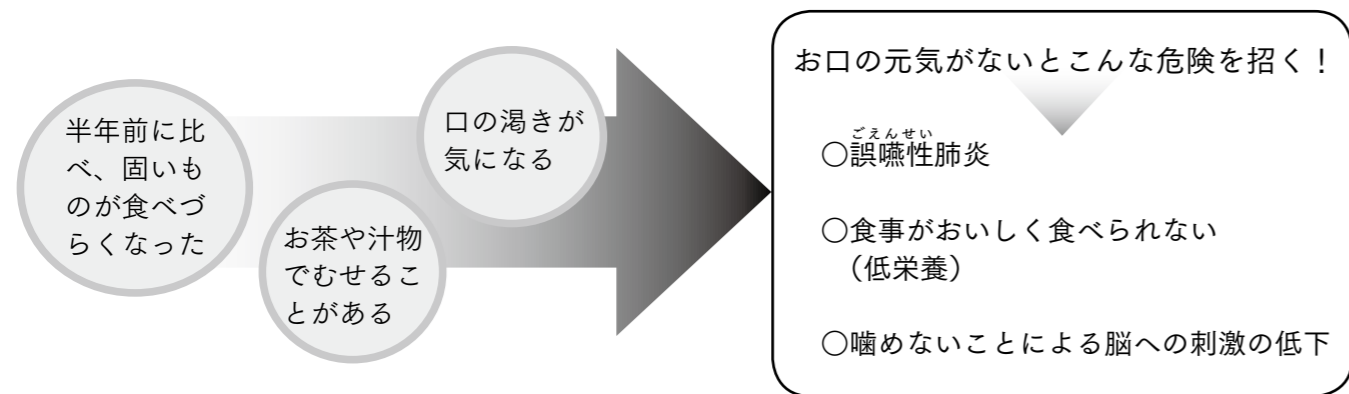 半年前に比
べ、固いも
のが食べづ
らくなった
お茶や汁物
でむせるこ
とがある
口の渇きが
気になる
お口の元気がないとこんな危険を招く！
ごえんせい
○誤嚥性肺炎
○食事がおいしく食べられない
（低栄養）
○噛めないことによる脳への刺激の低下